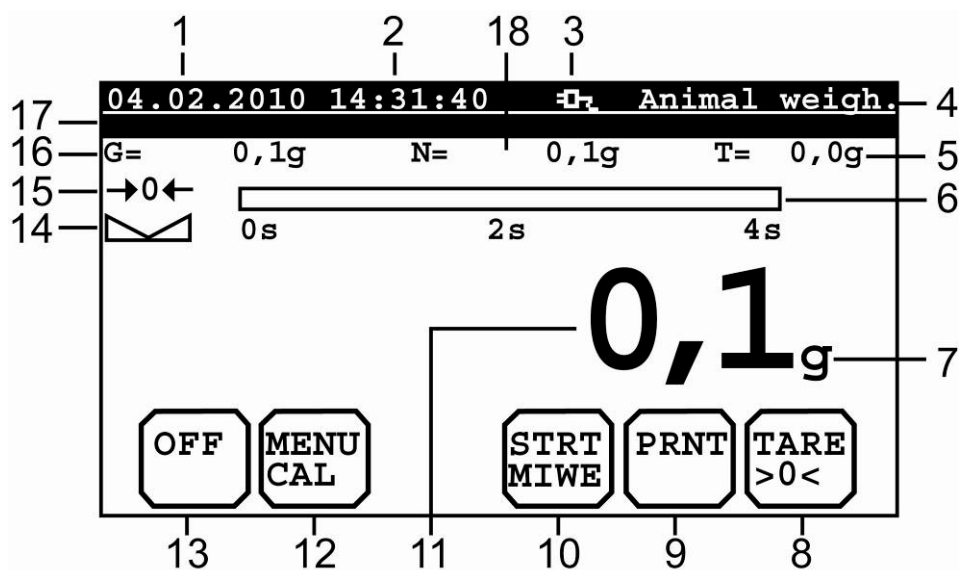 1 2 18 3
04.02.2010 14:31:40 Animal weigh. 4
17
16 G= 0,1g N= 0,1g T= 0,0g 5
15 →0← 6
14 0s 2s 4s
0,1g 7
OFF MENU STRT PRNT TARE
CAL MIWE >0<
13 12 11 10 9 8